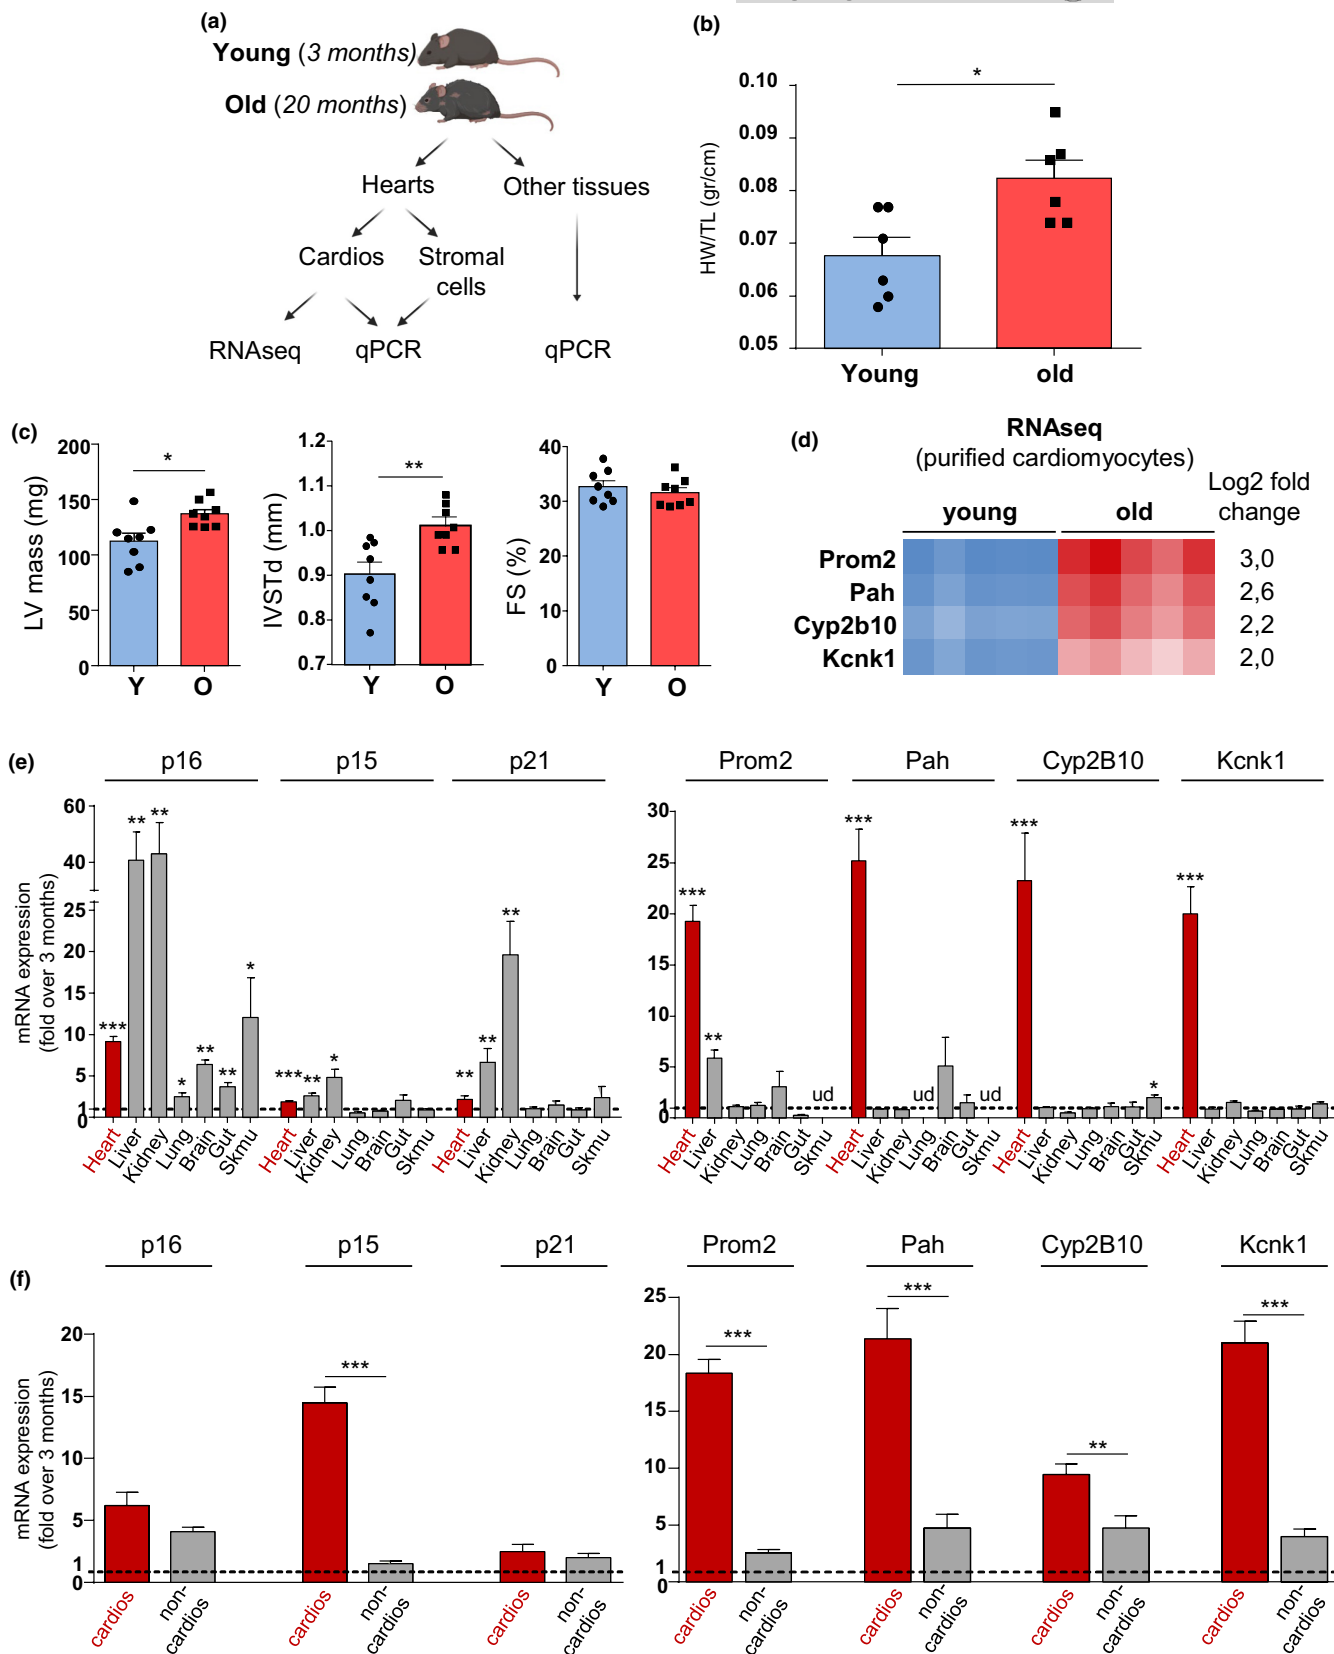 (a)
Young (3 months)
Old (20 months)
Hearts
Other tissues
Cardios
Stromal
cells
RNAseq
qPCR
qPCR
(b)
*
HW/TL (gr/cm)
0.10
0.09
0.08
0.07
0.06
0.05
Young
old
(c)
LV mass (mg)
200
150
100
50
0
*
Y
O
IVSTd (mm)
1.2
1.1
1.0
0.9
0.8
0.7
**
Y
O
FS (%)
40
30
20
10
0
Y
O
(d)
RNAseq
(purified cardiomyocytes)
Log2 fold
change
young
old
Prom2
3,0
Pah
2,6
Cyp2b10
2,2
Kcnk1
2,0
(e)
p16
p15
p21
mRNA expression
(fold over 3 months)
60
40
25
20
15
10
5
1
0
***
**
**
*
**
**
*
***
**
*
**
**
**
Heart
Liver
Kidney
Lung
Brain
Gut
Skmu
Heart
Liver
Kidney
Lung
Brain
Gut
Skmu
Heart
Liver
Kidney
Lung
Brain
Gut
Skmu
Prom2
Pah
Cyp2B10
Kcnk1
30
25
20
15
10
5
1
0
***
**
ud
***
ud
ud
***
*
***
Heart
Liver
Kidney
Lung
Brain
Gut
Skmu
Heart
Liver
Kidney
Lung
Brain
Gut
Skmu
Heart
Liver
Kidney
Lung
Brain
Gut
Skmu
Heart
Liver
Kidney
Lung
Brain
Gut
Skmu
(f)
p16
p15
p21
mRNA expression
(fold over 3 months)
20
15
10
5
1
0
***
cardios
non-
cardios
cardios
non-
cardios
cardios
non-
cardios
Prom2
Pah
Cyp2B10
Kcnk1
25
20
15
10
5
1
0
***
***
**
***
cardios
non-
cardios
cardios
non-
cardios
cardios
non-
cardios
cardios
non-
cardios